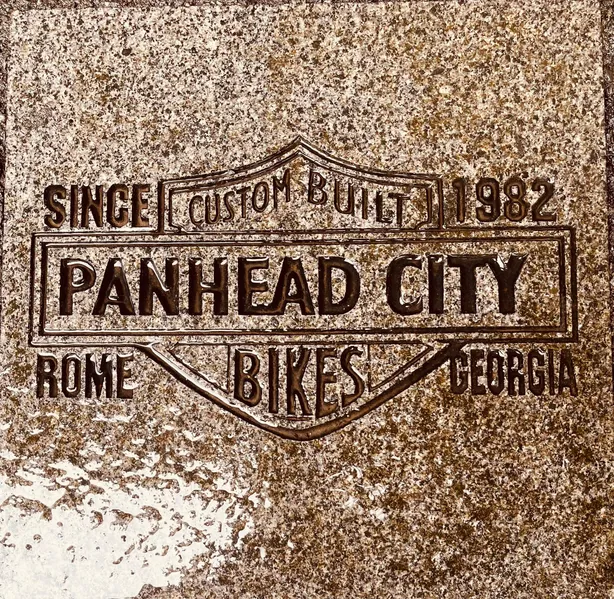 SINCE CUSTOM BUILT 1982
PANHEAD CITY
ROME BIKES GEORGIA